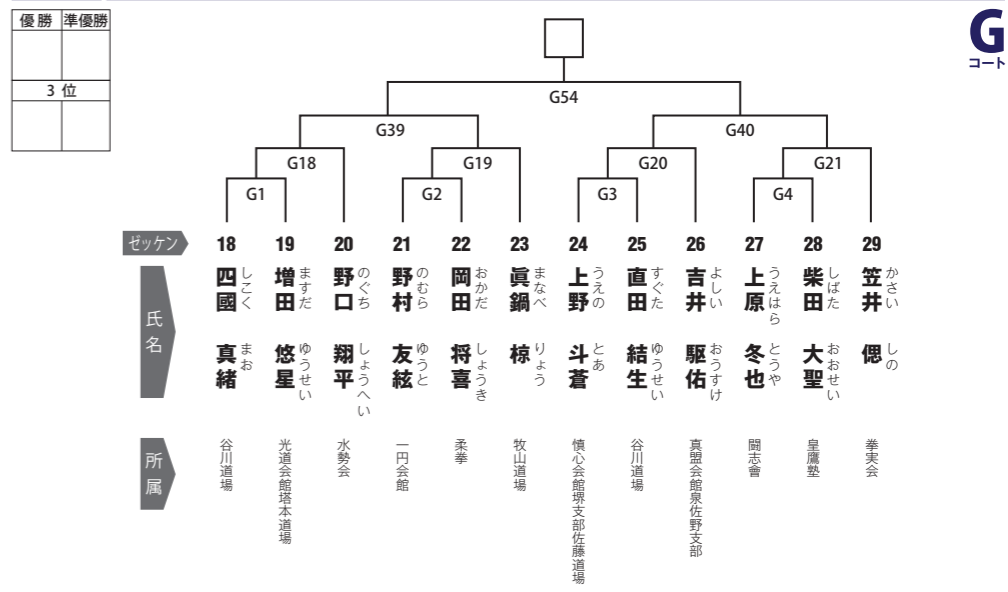 優勝 準優勝
3 位
G
コート
G54
G39 G40
G18 G19 G20 G21
G1 G2 G3 G4
ゼッケン 18 19 20 21 22 23 24 25 26 27 28 29
氏名
四國 真緒
しこく まお
増田 悠星
ますだ ゆうせい
野口 翔平
のぐち しょうへい
野村 友絃
のむら ゆうと
岡田 将喜
おかだ しょうき
眞鍋 椋
まなべ りょう
上野 斗蒼
うえの とあ
直田 結生
すぐた ゆうせい
吉井 駆佑
よしい おうすけ
上原 冬也
うえはら とうや
柴田 大聖
しばた おおせい
笠井 偲
かさい しの
所属
谷川道場
光道会館塔本道場
水勢会
一円会館
柔拳
牧山道場
慎心会館堺支部佐藤道場
谷川道場
真盟会館泉佐野支部
闘志會
皇鷹塾
拳実会